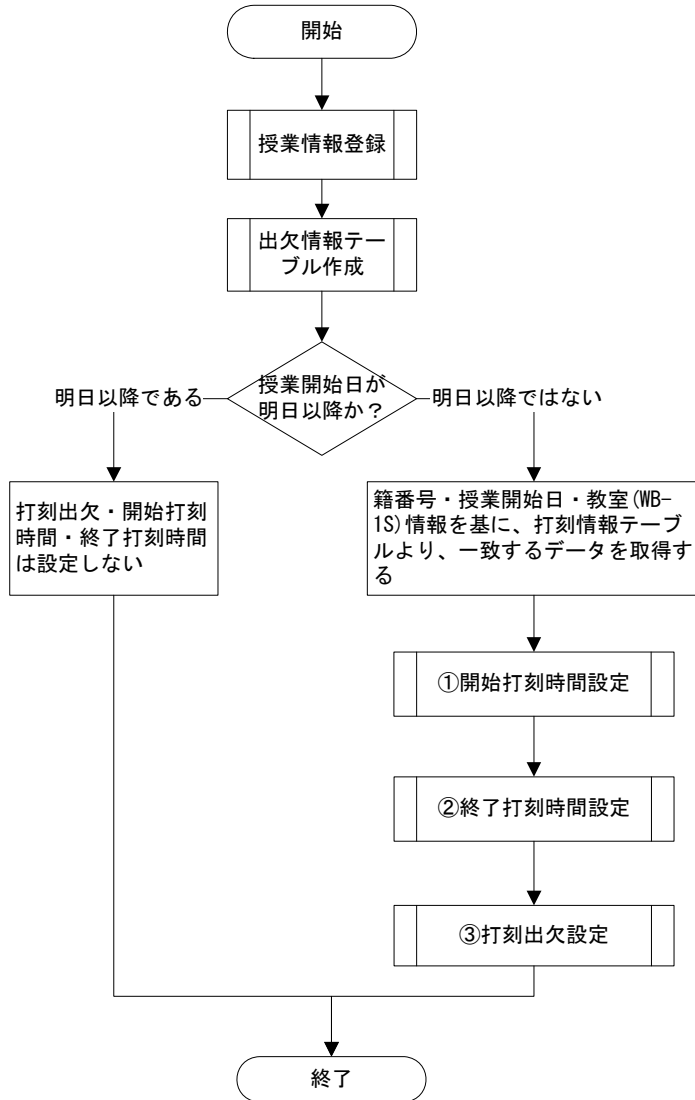 開始
授業情報登録
出欠情報テー
ブル作成
授業開始日が
明日以降か？
明日以降である
明日以降ではない
打刻出欠・開始打刻
時間・終了打刻時間
は設定しない
籍番号・授業開始日・教室(WB-
1S)情報を基に、打刻情報テーブ
ルより、一致するデータを取得す
る
①開始打刻時間設定
②終了打刻時間設定
③打刻出欠設定
終了